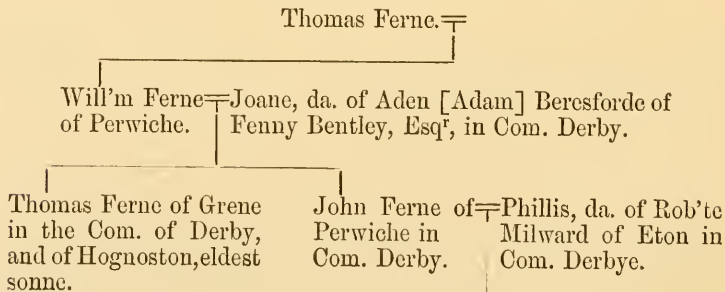 Thomas Ferne.
Will'm Ferne Joane, da. of Aden [Adam] Beresforde of
of Perwiche. Fenny Bentley, Esqr, in Com. Derby.
Thomas Ferne of Grene
in the Com. of Derby,
and of Hognoston, eldest
sonne.
John Ferne of
Perwiche in
Com. Derby.
Phillis, da. of Rob'te
Milward of Eton in
Com. Derbye.